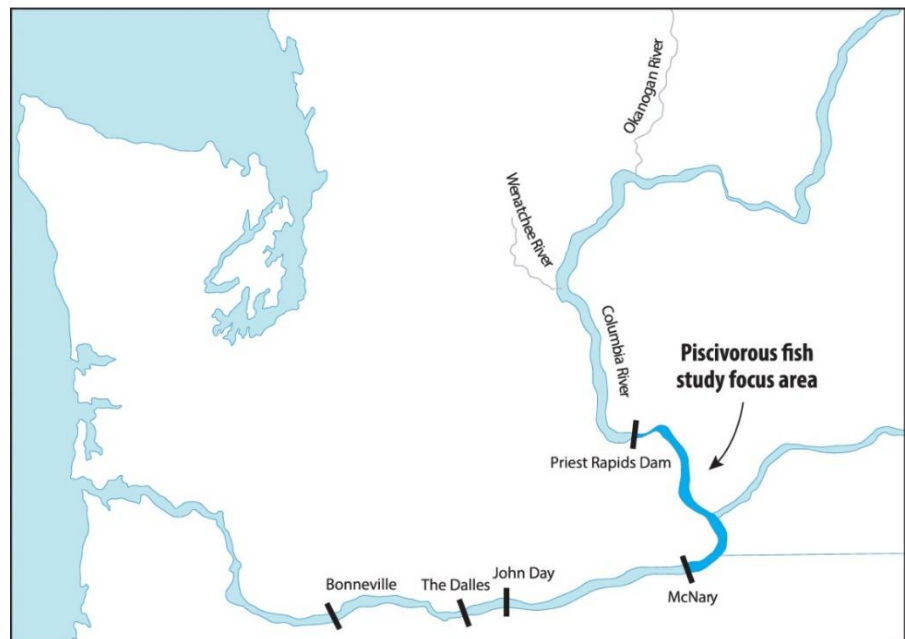 Okanogan River
Wenatchee River
Columbia River
Piscivorous fish
study focus area
Priest Rapids Dam
Bonneville
The Dalles
John Day
McNary